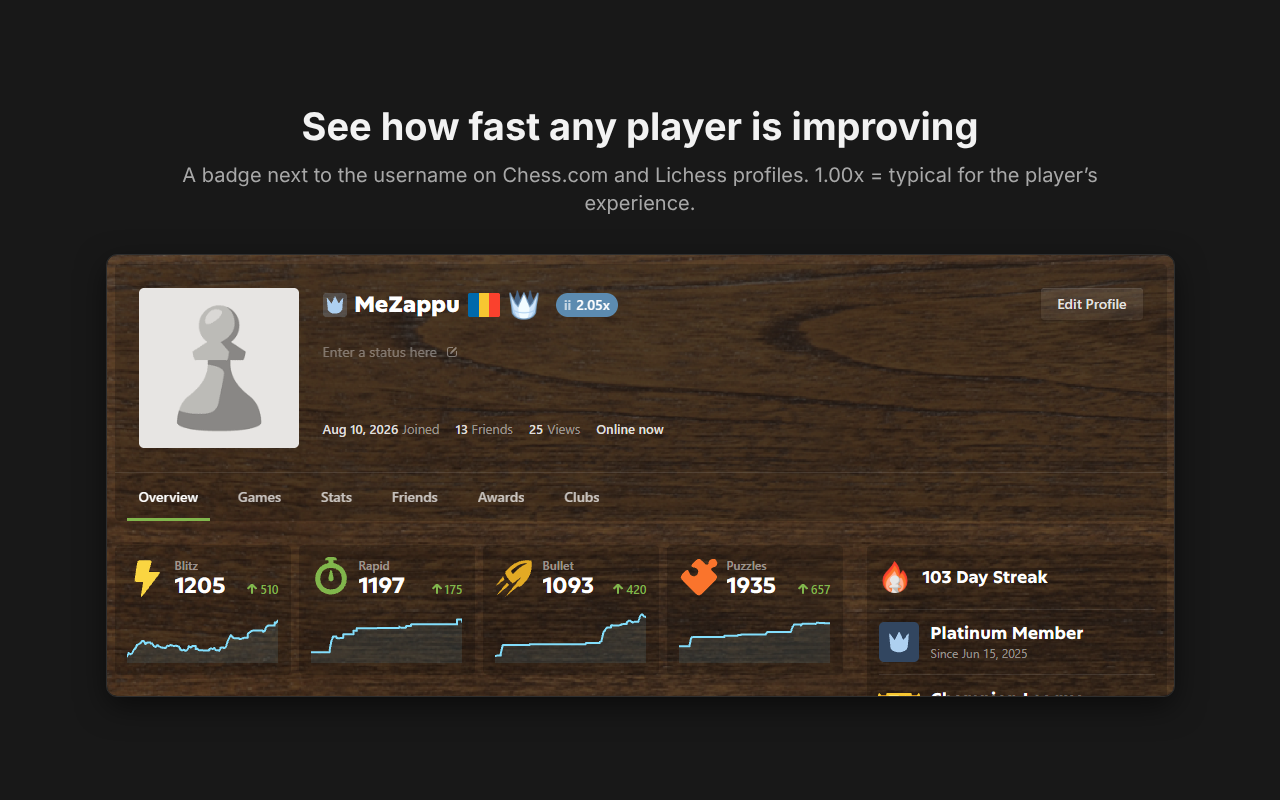 See how fast any player is improving
A badge next to the username on Chess.com and Lichess profiles. 1.00x = typical for the player’s
experience.
MeZappu ii 2.05x
Edit Profile
Enter a status here
Aug 10, 2026 Joined 13 Friends 25 Views Online now
Overview Games Stats Friends Awards Clubs
Blitz
1205 510
Rapid
1197 175
Bullet
1093 420
Puzzles
1935 657
103 Day Streak
Platinum Member
Since Jun 15, 2025